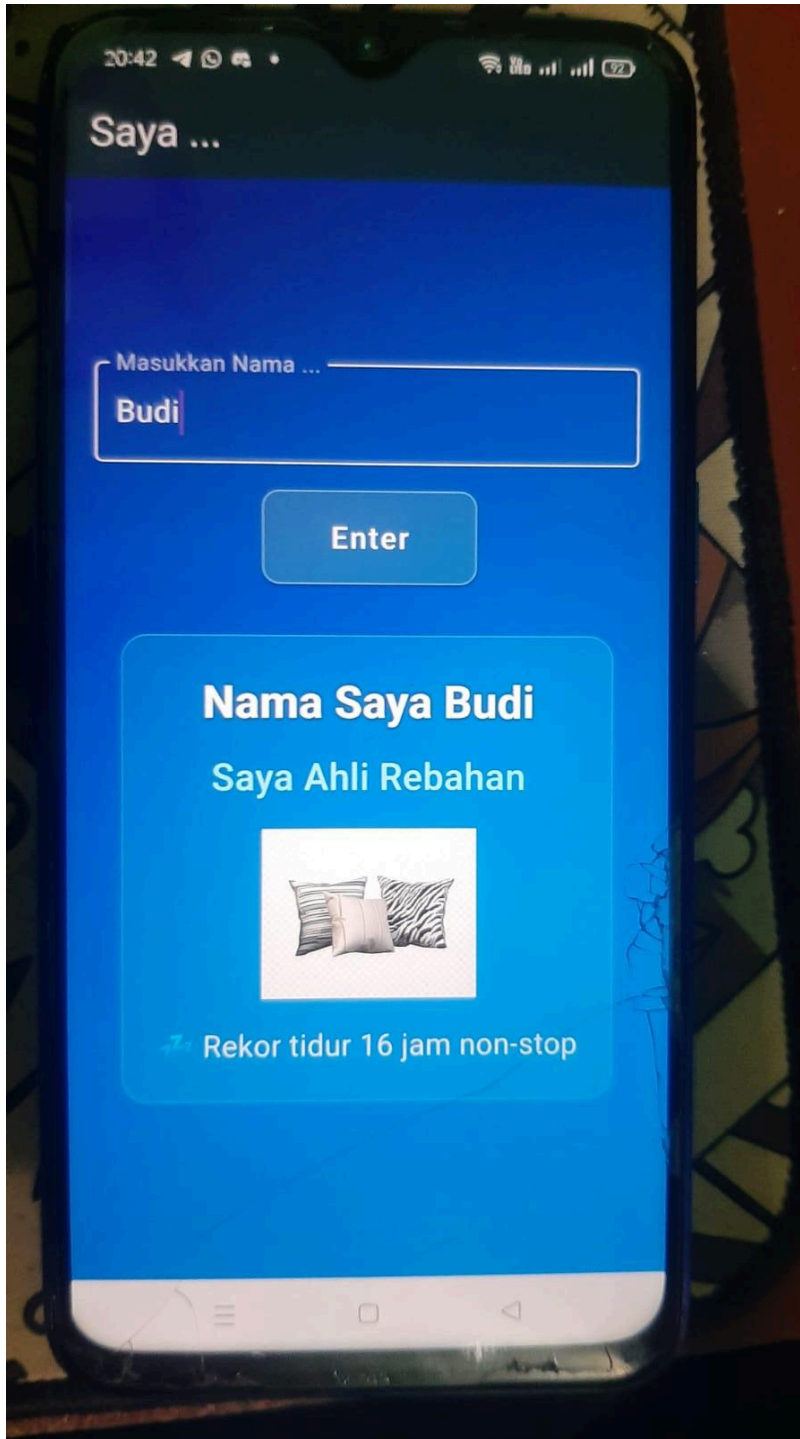 20:42
92
Saya ...
Masukkan Nama ...
Budi
Enter
Nama Saya Budi
Saya Ahli Rebahan
Rekor tidur 16 jam non-stop